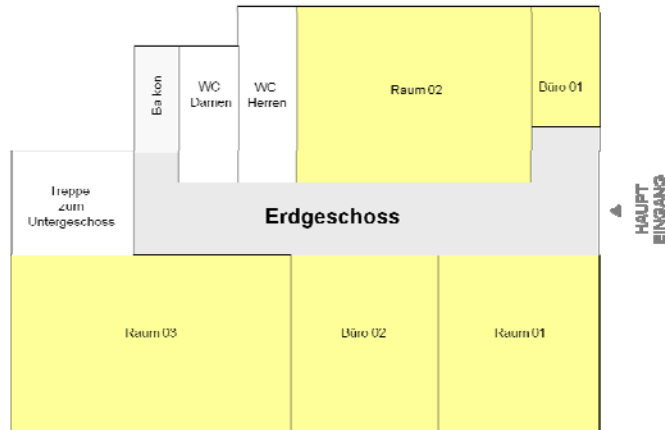 Balkon
WC
Damen
WC
Herren
Raum 02
Büro 01
Treppe
zum
Untergeschoss
Erdgeschoss
HAUPT
EINGANG
Raum 03
Büro 02
Raum 01